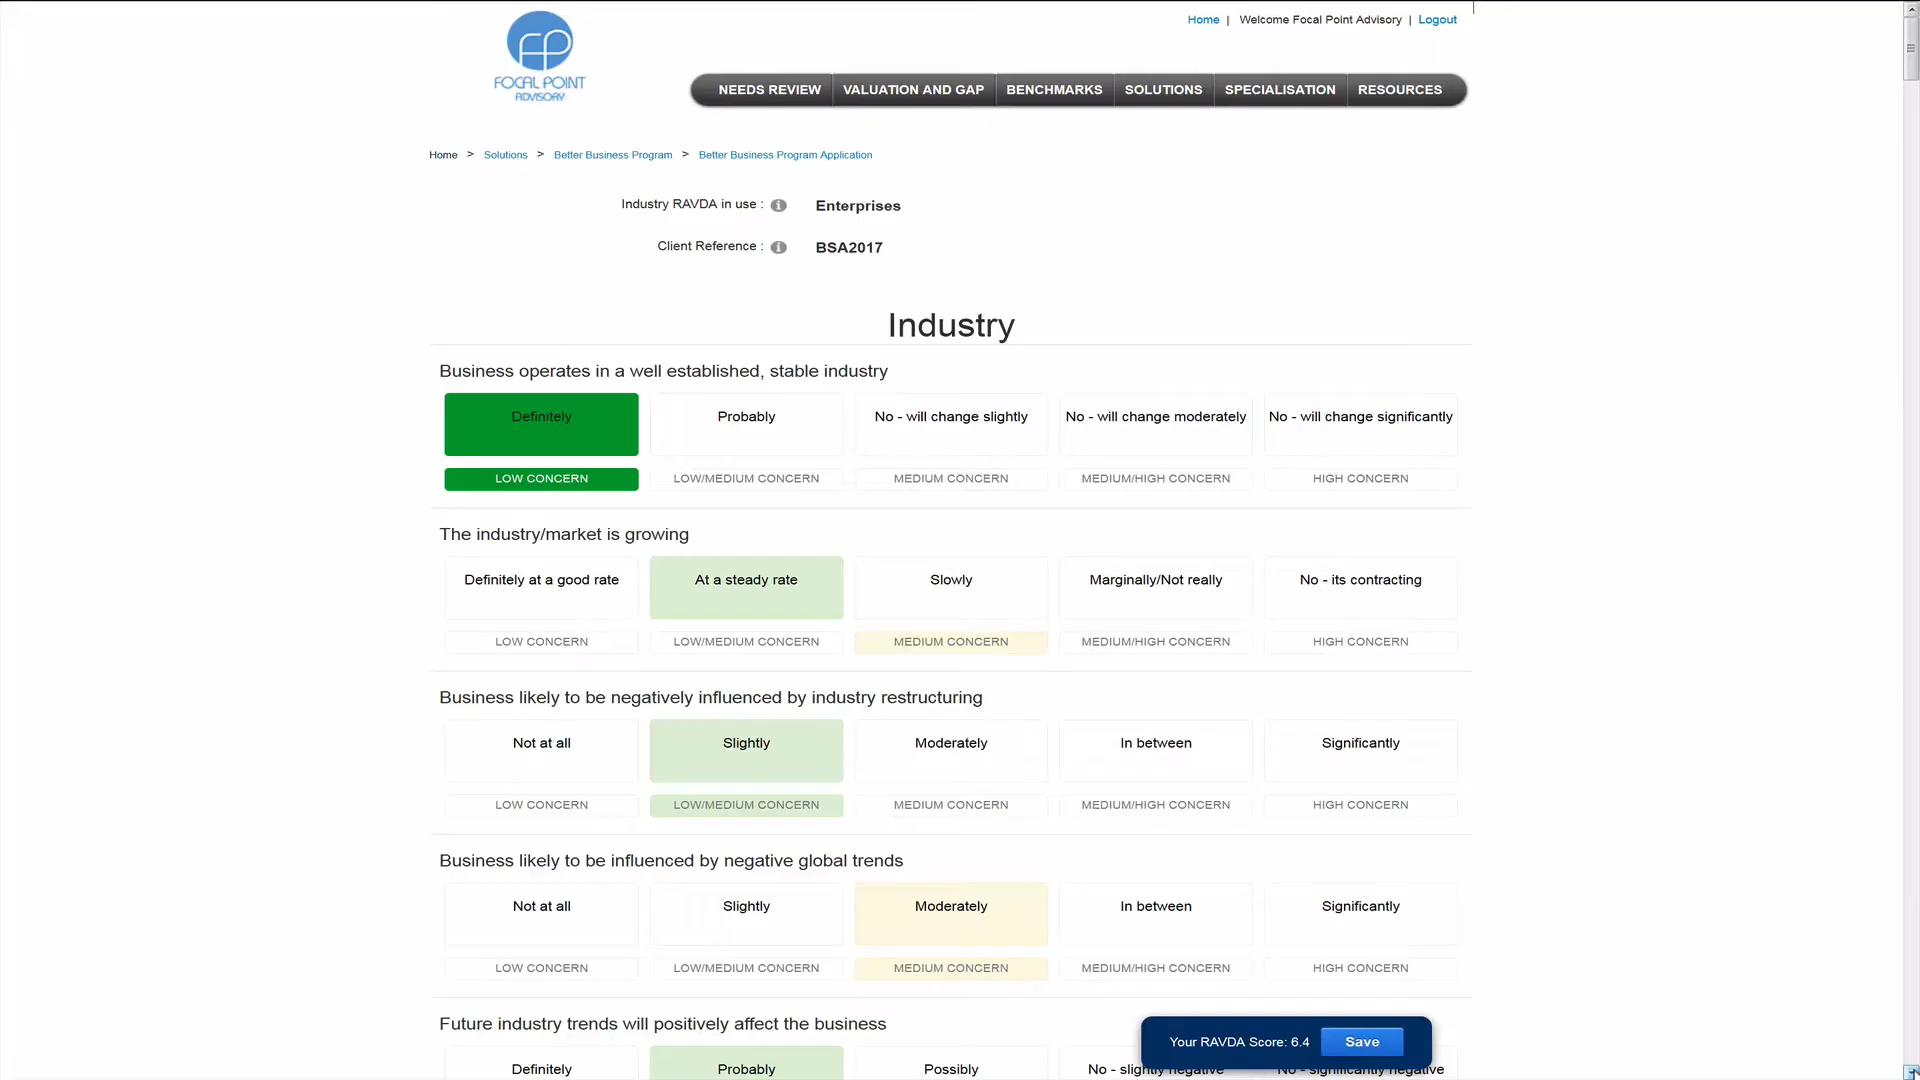 Home | Welcome Focal Point Advisory | Logout
FP
FOCAL POINT
ADVISORY
NEEDS REVIEW VALUATION AND GAP BENCHMARKS SOLUTIONS SPECIALISATION RESOURCES
Home > Solutions > Better Business Program > Better Business Program Application
Industry RAVDA in use : i Enterprises
Client Reference : i BSA2017
Industry
Business operates in a well established, stable industry
Definitely Probably No - will change slightly No - will change moderately No - will change significantly
LOW CONCERN LOW/MEDIUM CONCERN MEDIUM CONCERN MEDIUM/HIGH CONCERN HIGH CONCERN
The industry/market is growing
Definitely at a good rate At a steady rate Slowly Marginally/Not really No - its contracting
LOW CONCERN LOW/MEDIUM CONCERN MEDIUM CONCERN MEDIUM/HIGH CONCERN HIGH CONCERN
Business likely to be negatively influenced by industry restructuring
Not at all Slightly Moderately In between Significantly
LOW CONCERN LOW/MEDIUM CONCERN MEDIUM CONCERN MEDIUM/HIGH CONCERN HIGH CONCERN
Business likely to be influenced by negative global trends
Not at all Slightly Moderately In between Significantly
LOW CONCERN LOW/MEDIUM CONCERN MEDIUM CONCERN MEDIUM/HIGH CONCERN HIGH CONCERN
Future industry trends will positively affect the business
Your RAVDA Score: 6.4 Save
Definitely Probably Possibly No - slightly negative No - significantly negative